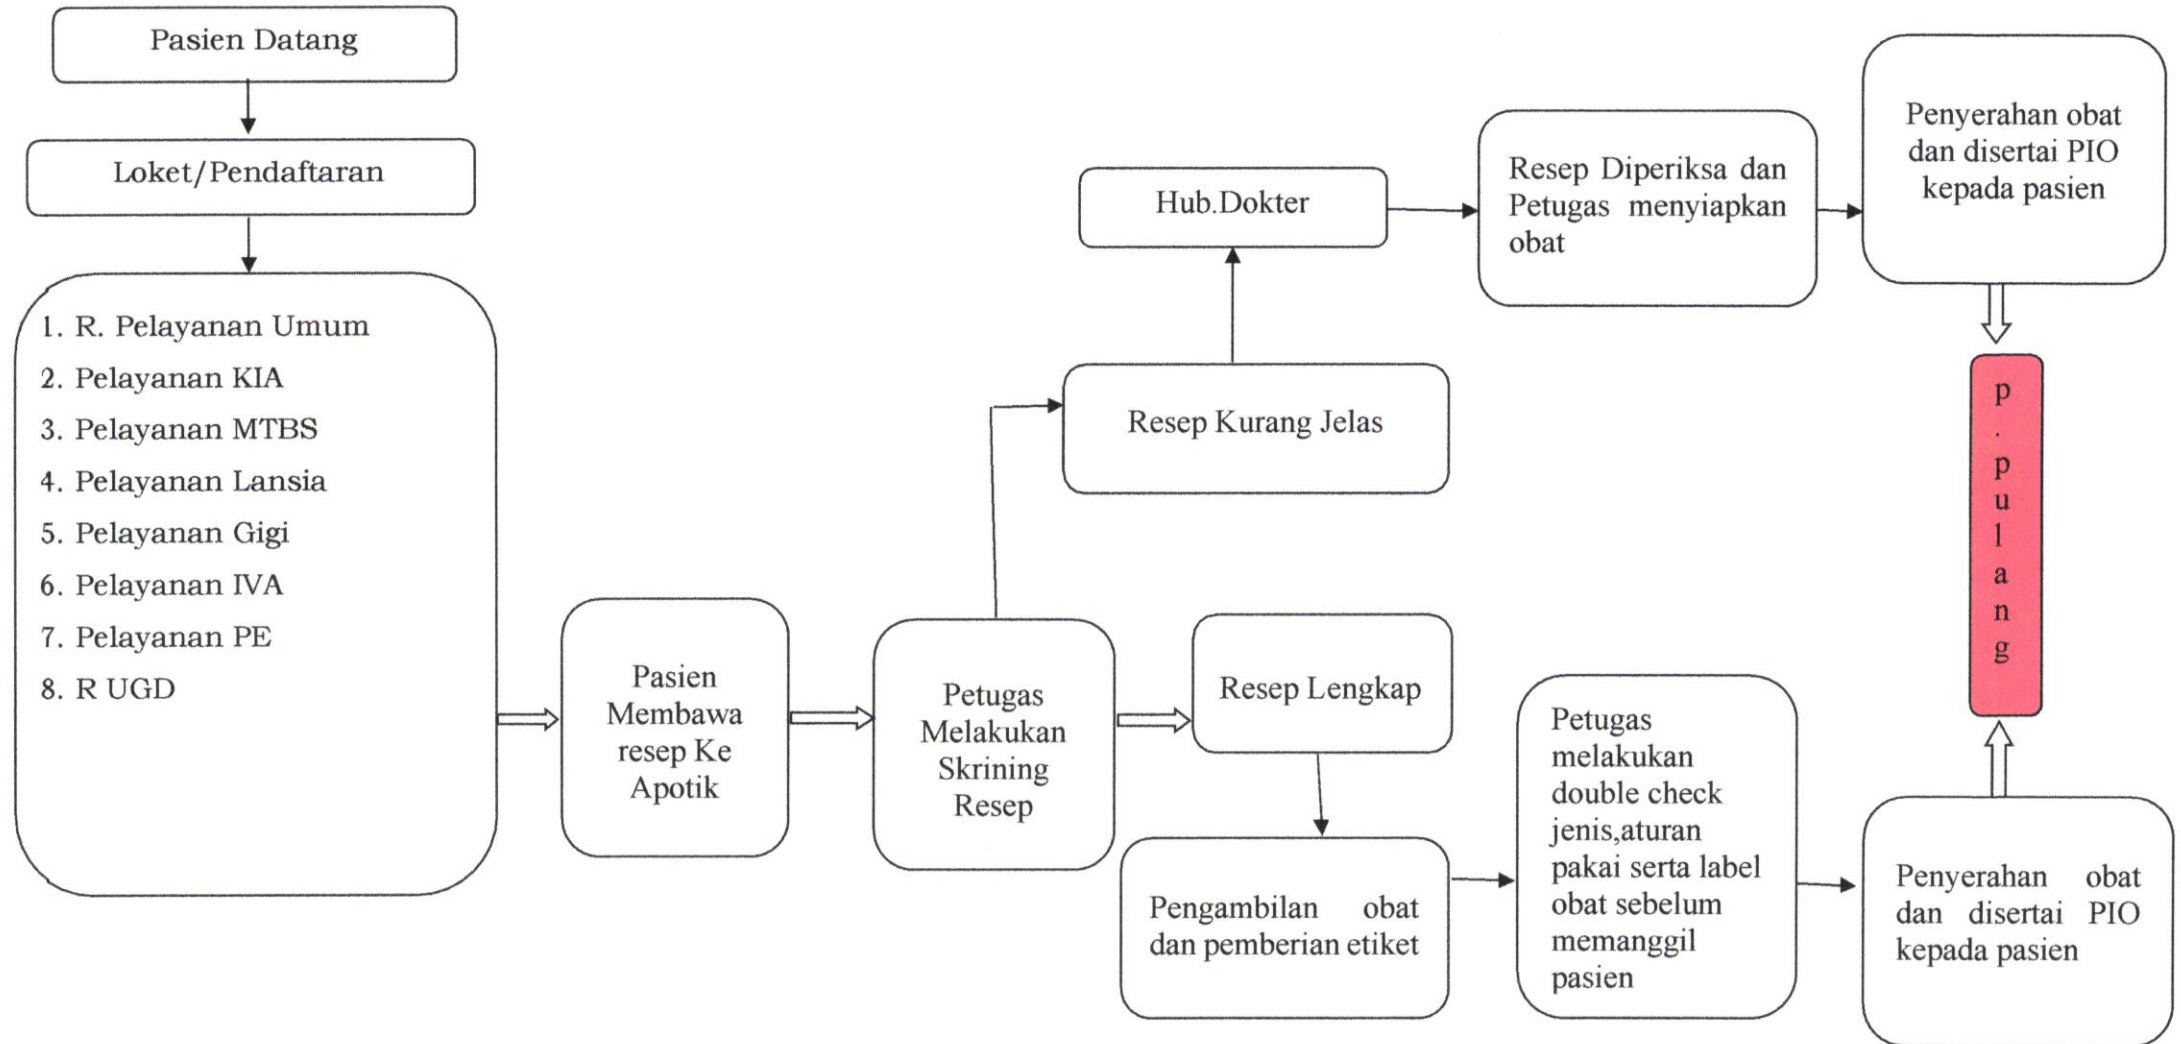 Pasien Datang
Loket/Pendaftaran
1. R. Pelayanan Umum
2. Pelayanan KIA
3. Pelayanan MTBS
4. Pelayanan Lansia
5. Pelayanan Gigi
6. Pelayanan IVA
7. Pelayanan PE
8. R UGD
Pasien
Membawa
resep Ke
Apotik
Petugas
Melakukan
Skrining
Resep
Resep Kurang Jelas
Hub.Dokter
Resep Diperiksa dan
Petugas menyiapkan
obat
Penyerahan obat
dan disertai PIO
kepada pasien
Resep Lengkap
Pengambilan obat
dan pemberian etiket
Petugas
melakukan
double check
jenis,aturan
pakai serta label
obat sebelum
memanggil
pasien
Penyerahan obat
dan disertai PIO
kepada pasien
p
.
p
u
l
a
n
g